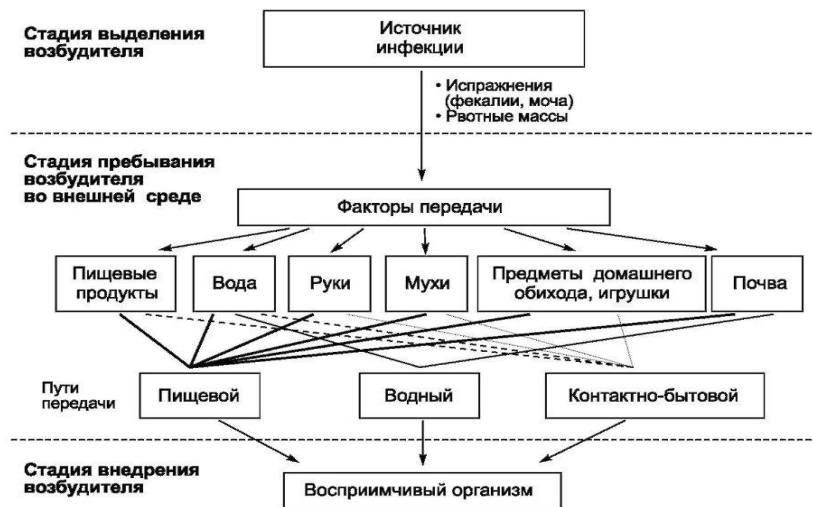 Стадия выделения
возбудителя
Источник
инфекции
• Испражнения
(фекалии, моча)
• Рвотные массы
Стадия пребывания
возбудителя
во внешней среде
Факторы передачи
Пищевые
продукты
Вода
Руки
Мухи
Предметы домашнего
обихода, игрушки
Почва
Пути
передачи
Пищевой
Водный
Контактно-бытовой
Стадия внедрения
возбудителя
Восприимчивый организм